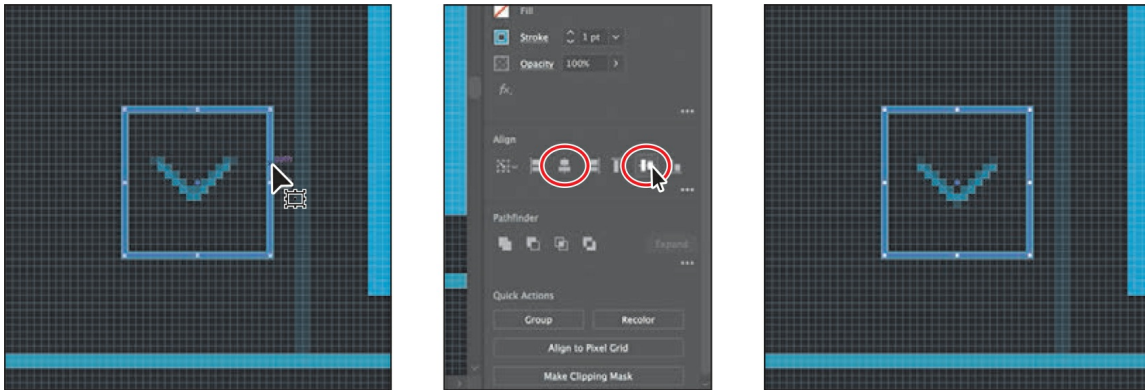 Fill
Stroke 1 pt
Opacity 100%
fx
Align
Pathfinder
Expand
Quick Actions
Group Recolor
Align to Pixel Grid
Make Clipping Mask